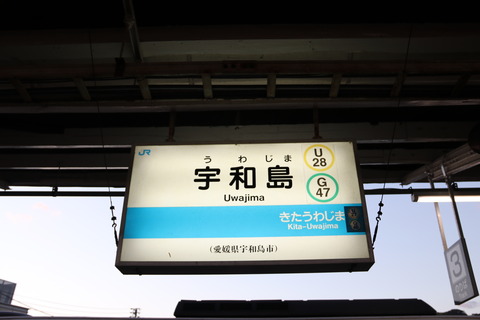 JR
うわじま
宇和島
Uwajima
U
28
G
47
きたうわじま
Kita-Uwajima
(愛媛県宇和島市)
3